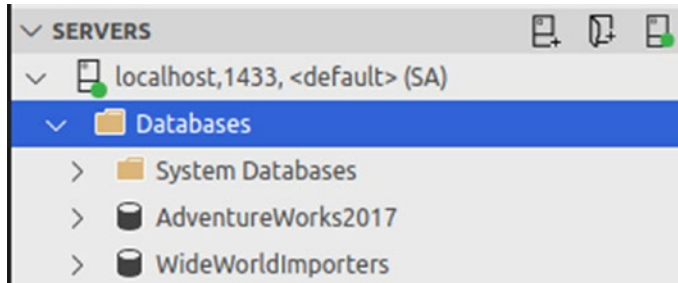 SERVERS
localhost,1433, <default> (SA)
Databases
System Databases
AdventureWorks2017
WideWorldImporters